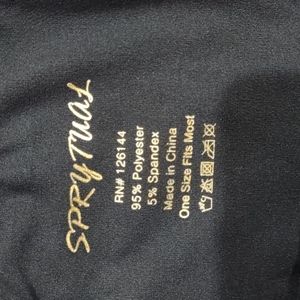 SPRYTUAL
RN# 126144
95% Polyester
5% Spandex
Made in China
One Size Fits Most